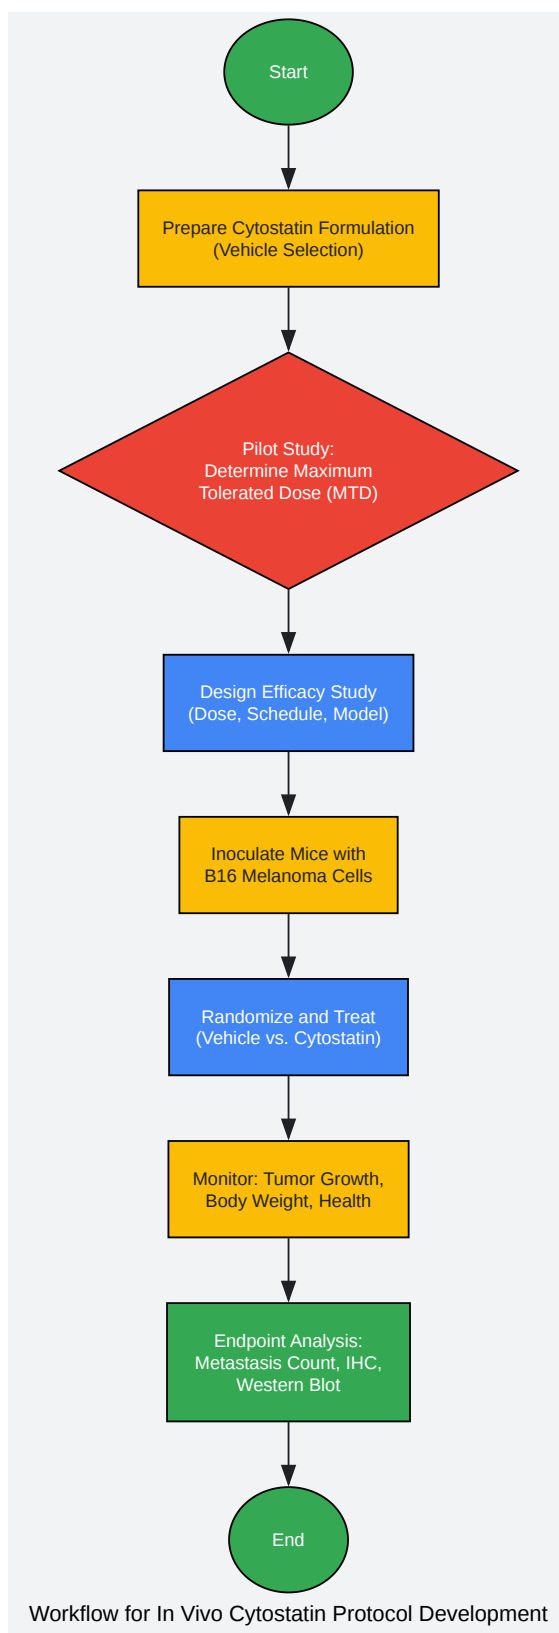 Start
Prepare Cytostatin Formulation
(Vehicle Selection)
Pilot Study:
Determine Maximum
Tolerated Dose (MTD)
Design Efficacy Study
(Dose, Schedule, Model)
Inoculate Mice with
B16 Melanoma Cells
Randomize and Treat
(Vehicle vs. Cytostatin)
Monitor: Tumor Growth,
Body Weight, Health
Endpoint Analysis:
Metastasis Count, IHC,
Western Blot
End
Workflow for In Vivo Cytostatin Protocol Development